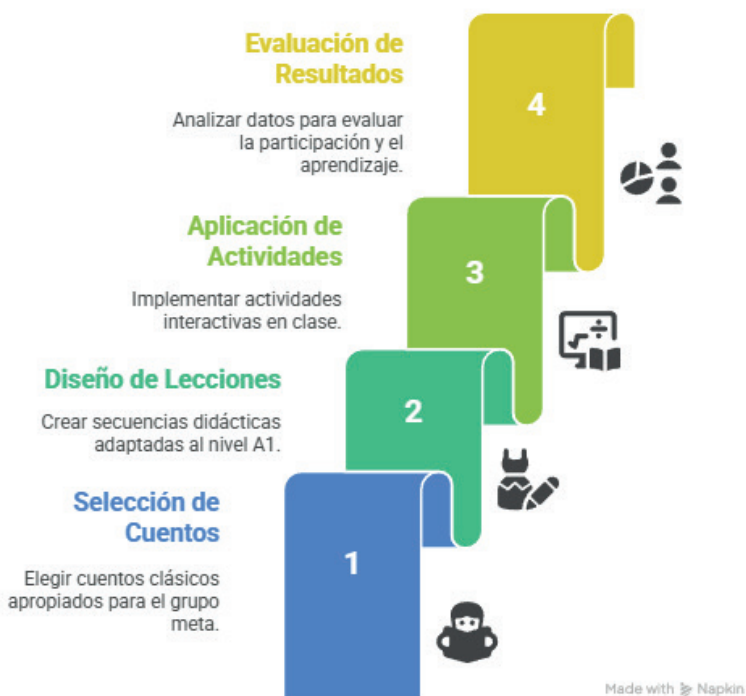 Evaluación de
Resultados
Analizar datos para evaluar
la participación y el
aprendizaje.
4
Aplicación de
Actividades
Implementar actividades
interactivas en clase.
3
Diseño de Lecciones
Crear secuencias didácticas
adaptadas al nivel A1.
2
Selección de
Cuentos
Elegir cuentos clásicos
apropiados para el grupo
meta.
1
Made with Napkin